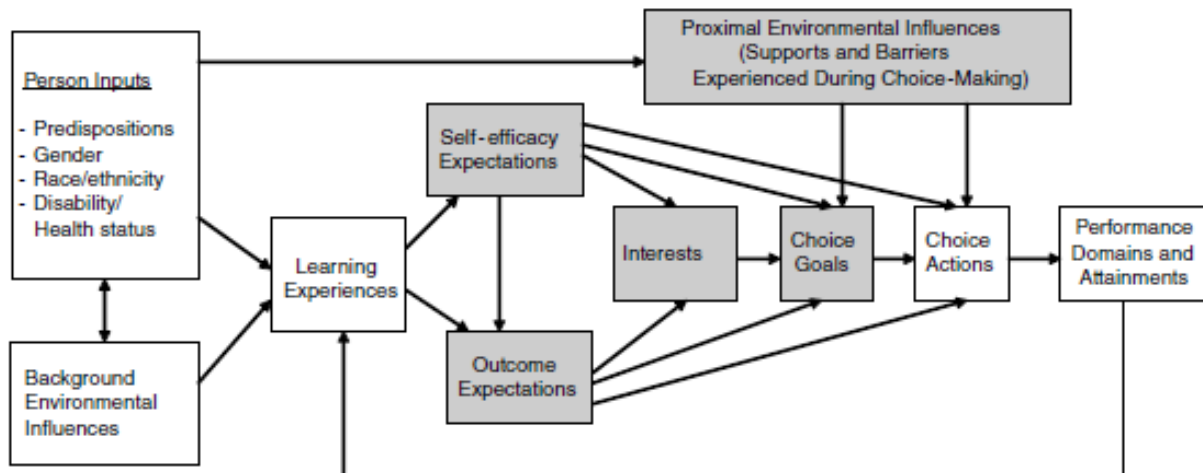 Person Inputs
- Predispositions
- Gender
- Race/ethnicity
- Disability/
Health status
Background
Environmental
Influences
Learning
Experiences
Self-efficacy
Expectations
Outcome
Expectations
Proximal Environmental Influences
(Supports and Barriers
Experienced During Choice-Making)
Interests
Choice
Goals
Choice
Actions
Performance
Domains and
Attainments